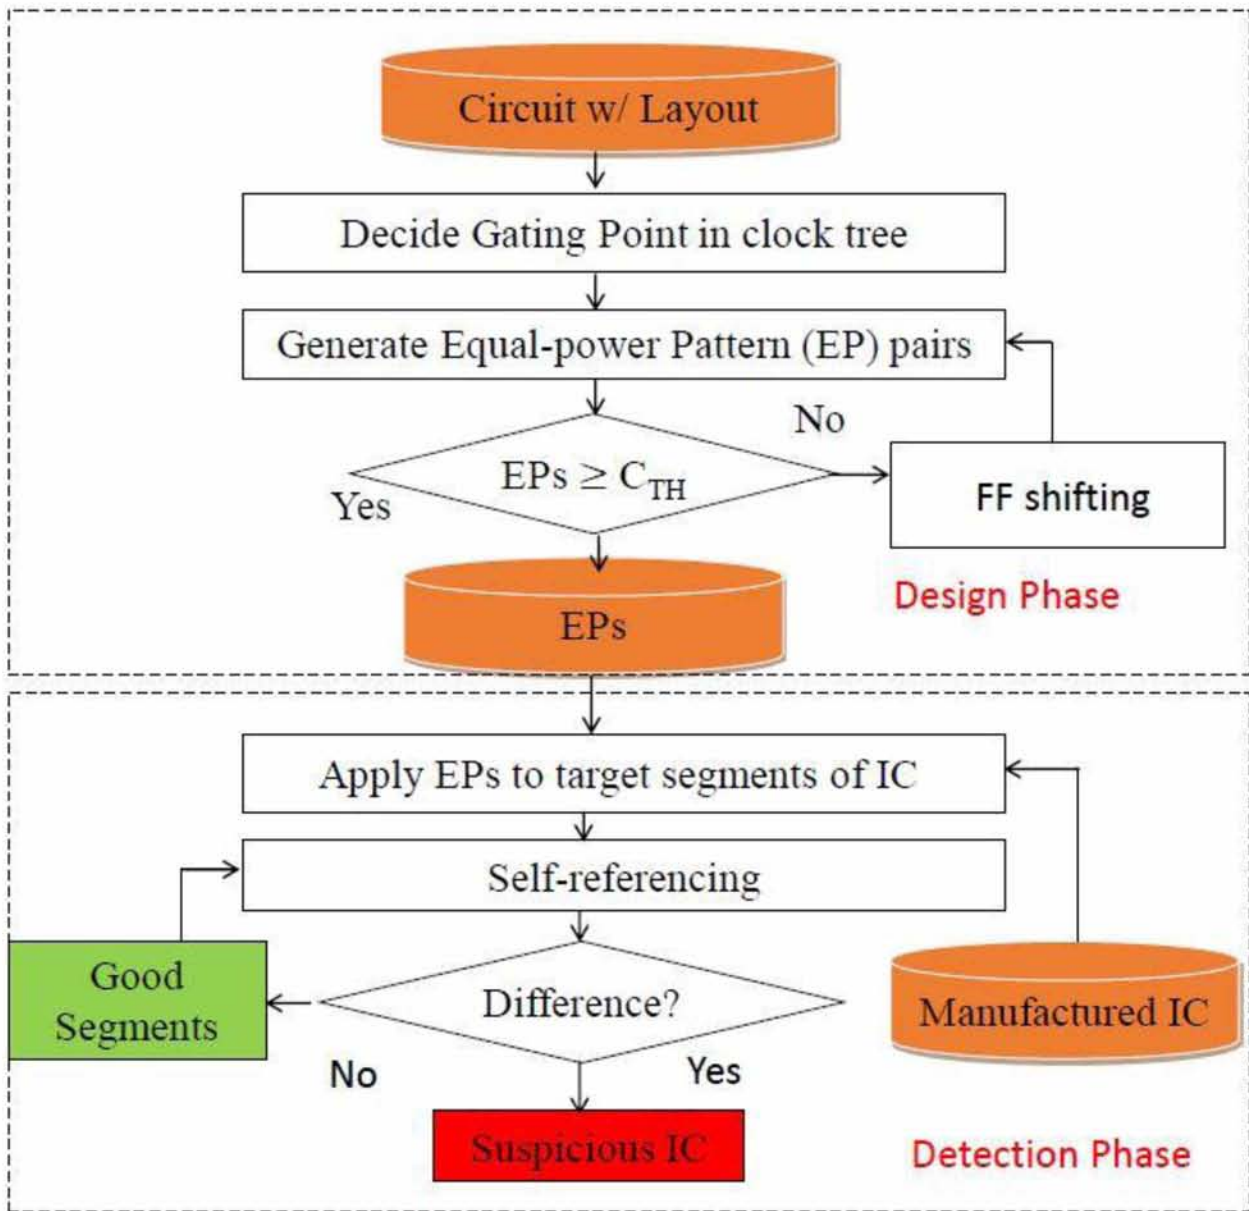 Circuit w/ Layout
Decide Gating Point in clock tree
Generate Equal-power Pattern (EP) pairs
No
EPs ≥ C_TH
Yes
FF shifting
Design Phase
EPs
Apply EPs to target segments of IC
Self-referencing
Good
Segments
Difference?
Manufactured IC
No
Yes
Suspicious IC
Detection Phase